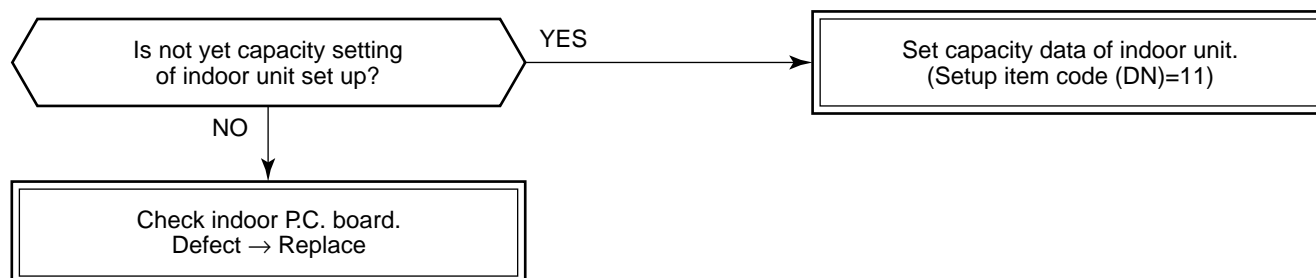 Is not yet capacity setting
of indoor unit set up?
YES
Set capacity data of indoor unit.
(Setup item code (DN)=11)
NO
Check indoor P.C. board.
Defect → Replace